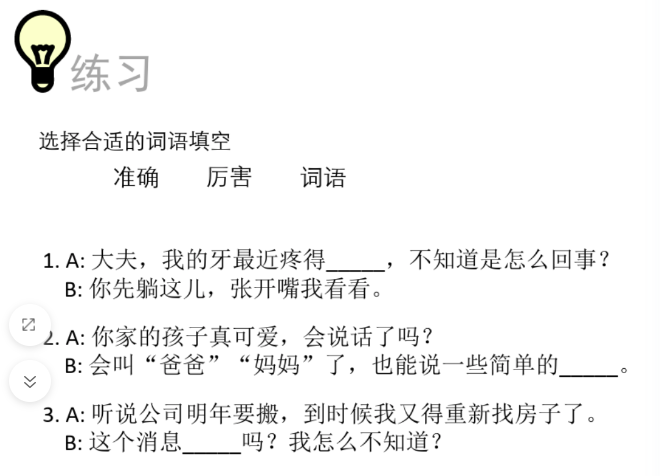 练习
选择合适的词语填空
准确 厉害 词语
1. A: 大夫，我的牙最近疼得_____，不知道是怎么回事？
B: 你先躺这儿，张开嘴我看看。
2. A: 你家的孩子真可爱，会说话了吗？
B: 会叫“爸爸”“妈妈”了，也能说一些简单的_____。
3. A: 听说公司明年要搬，到时候我又得重新找房子了。
B: 这个消息_____吗？我怎么不知道？